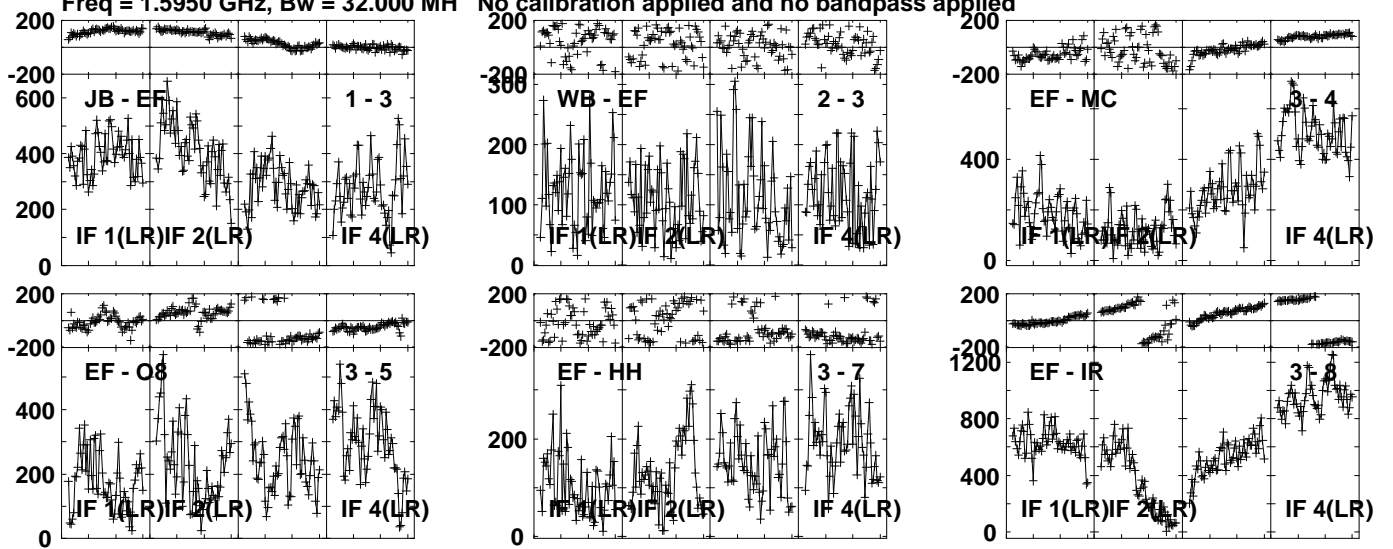 Freq = 1.5950 GHz, Bw = 32.000 MH No calibration applied and no bandpass applied
200
-200
600
400
200
0
JB - EF 1 - 3
IF 1(LR) IF 2(LR) IF 4(LR)
200
-200
300
200
100
0
WB - EF 2 - 3
IF 1(LR) IF 2(LR) IF 4(LR)
200
-200
400
0
EF - MC 3 - 4
IF 1(LR) IF 2(LR) IF 4(LR)
200
-200
400
200
0
EF - O8 3 - 5
IF 1(LR) IF 2(LR) IF 4(LR)
200
-200
200
0
EF - HH 3 - 7
IF 1(LR) IF 2(LR) IF 4(LR)
200
-200
1200
800
400
0
EF - IR 3 - 8
IF 1(LR) IF 2(LR) IF 4(LR)